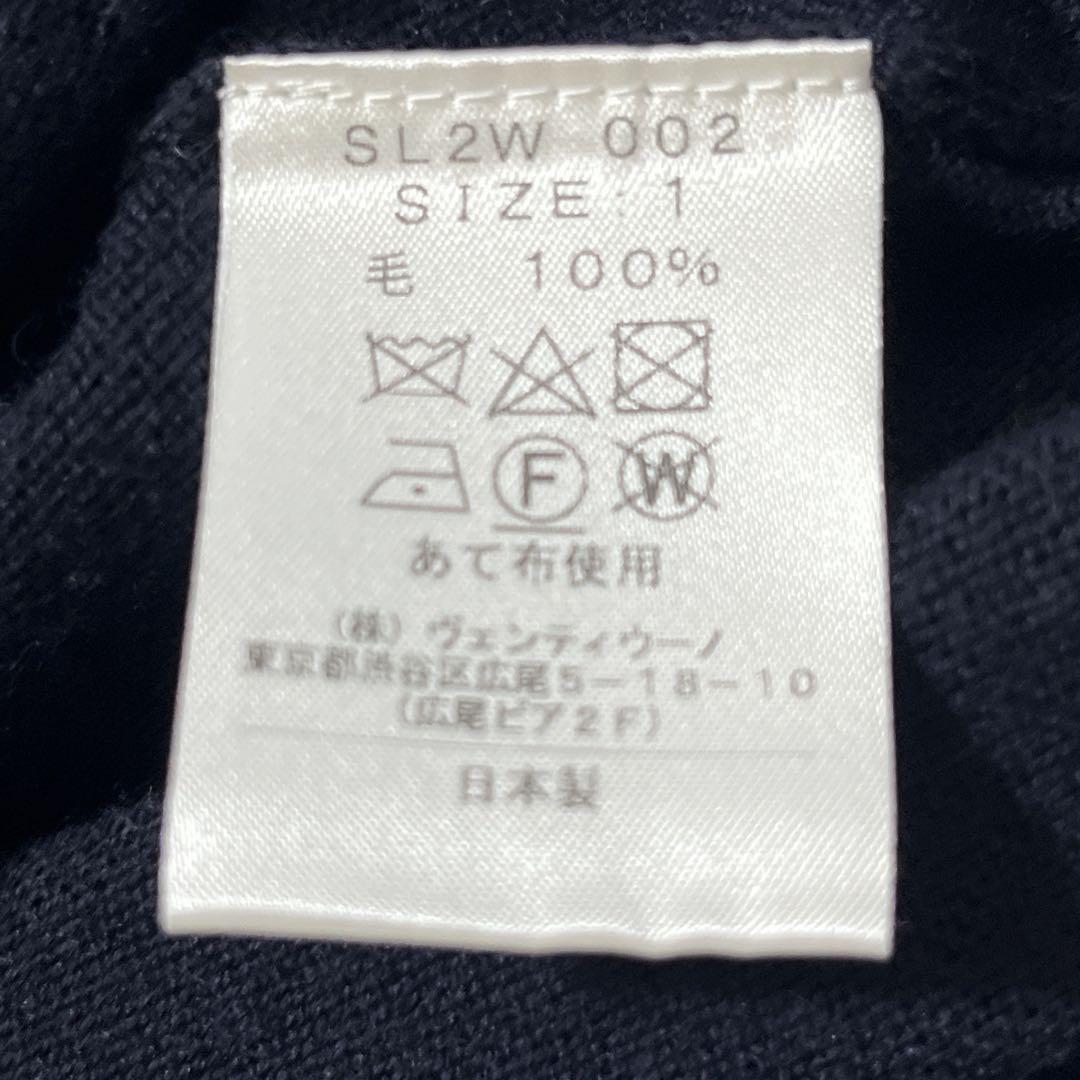 SL2W 002
SIZE:1
毛 100%
F W
あて布使用
(株) ヴェンティウーノ
東京都渋谷区広尾5-18-10
(広尾ピア2F)
日本製